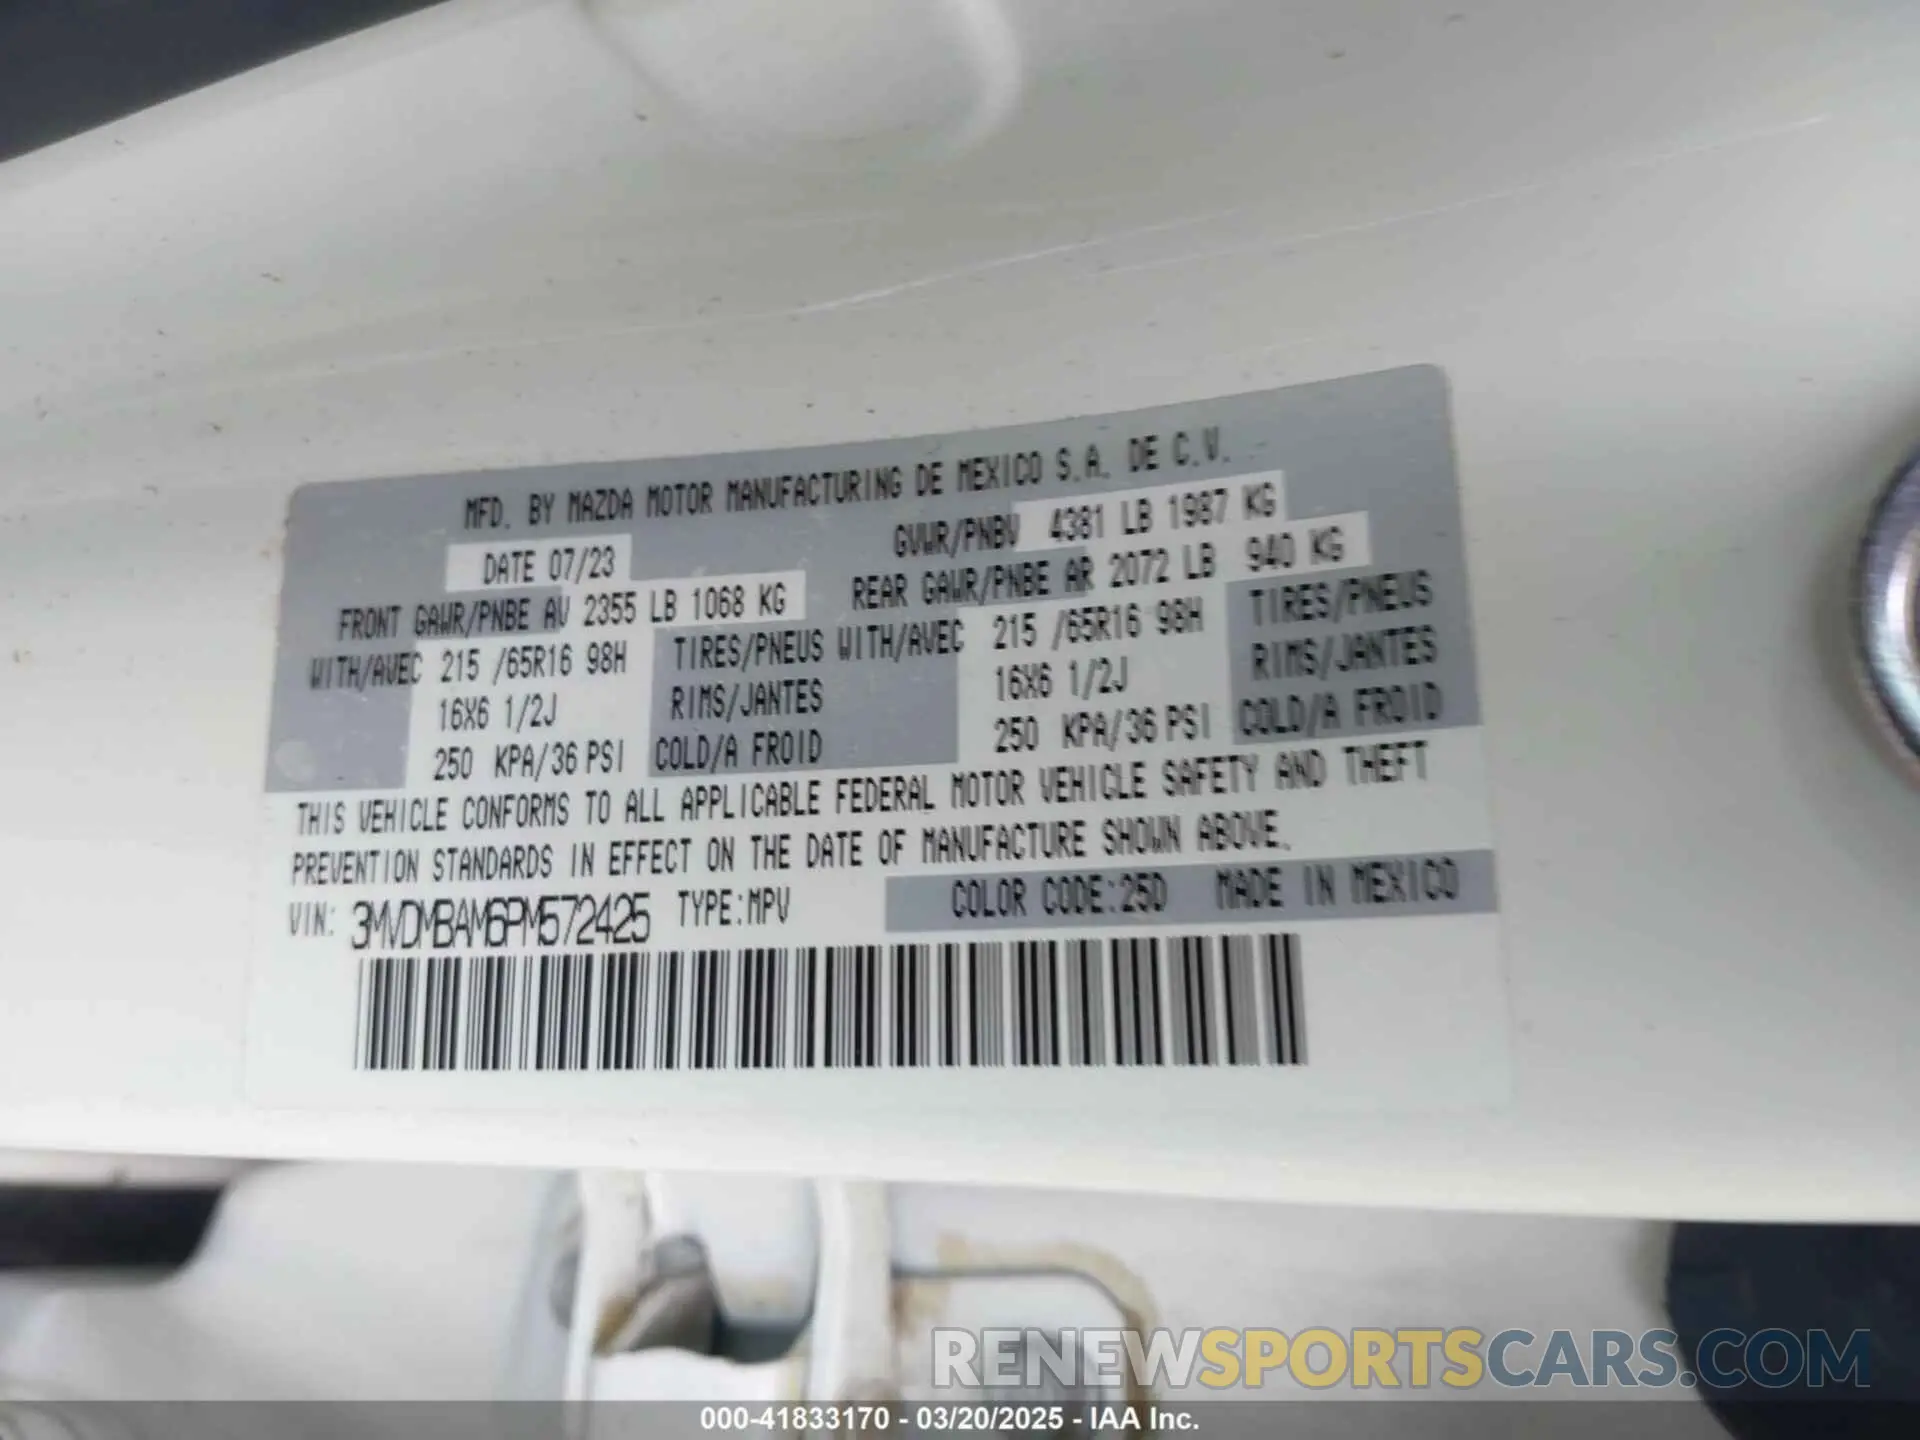 MFD. BY MAZDA MOTOR MANUFACTURING DE MEXICO S.A. DE C.V.
DATE 07/23 GVWR/PNBV 4381 LB 1987 KG
FRONT GAWR/PNBE AV 2355 LB 1068 KG REAR GAWR/PNBE AR 2072 LB 940 KG
WITH/AVEC 215 /65R16 98H TIRES/PNEUS WITH/AVEC 215 /65R16 98H TIRES/PNEUS
16X6 1/2J RIMS/JANTES 16X6 1/2J RIMS/JANTES
250 KPA/36 PSI COLD/A FROID 250 KPA/36 PSI COLD/A FROID
THIS VEHICLE CONFORMS TO ALL APPLICABLE FEDERAL MOTOR VEHICLE SAFETY AND THEFT
PREVENTION STANDARDS IN EFFECT ON THE DATE OF MANUFACTURE SHOWN ABOVE.
VIN: 3MVDMBAM6PM572425 TYPE:MPV COLOR CODE:25D MADE IN MEXICO
RENEWSPORTSCARS.COM
000-41833170 - 03/20/2025 - IAA Inc.